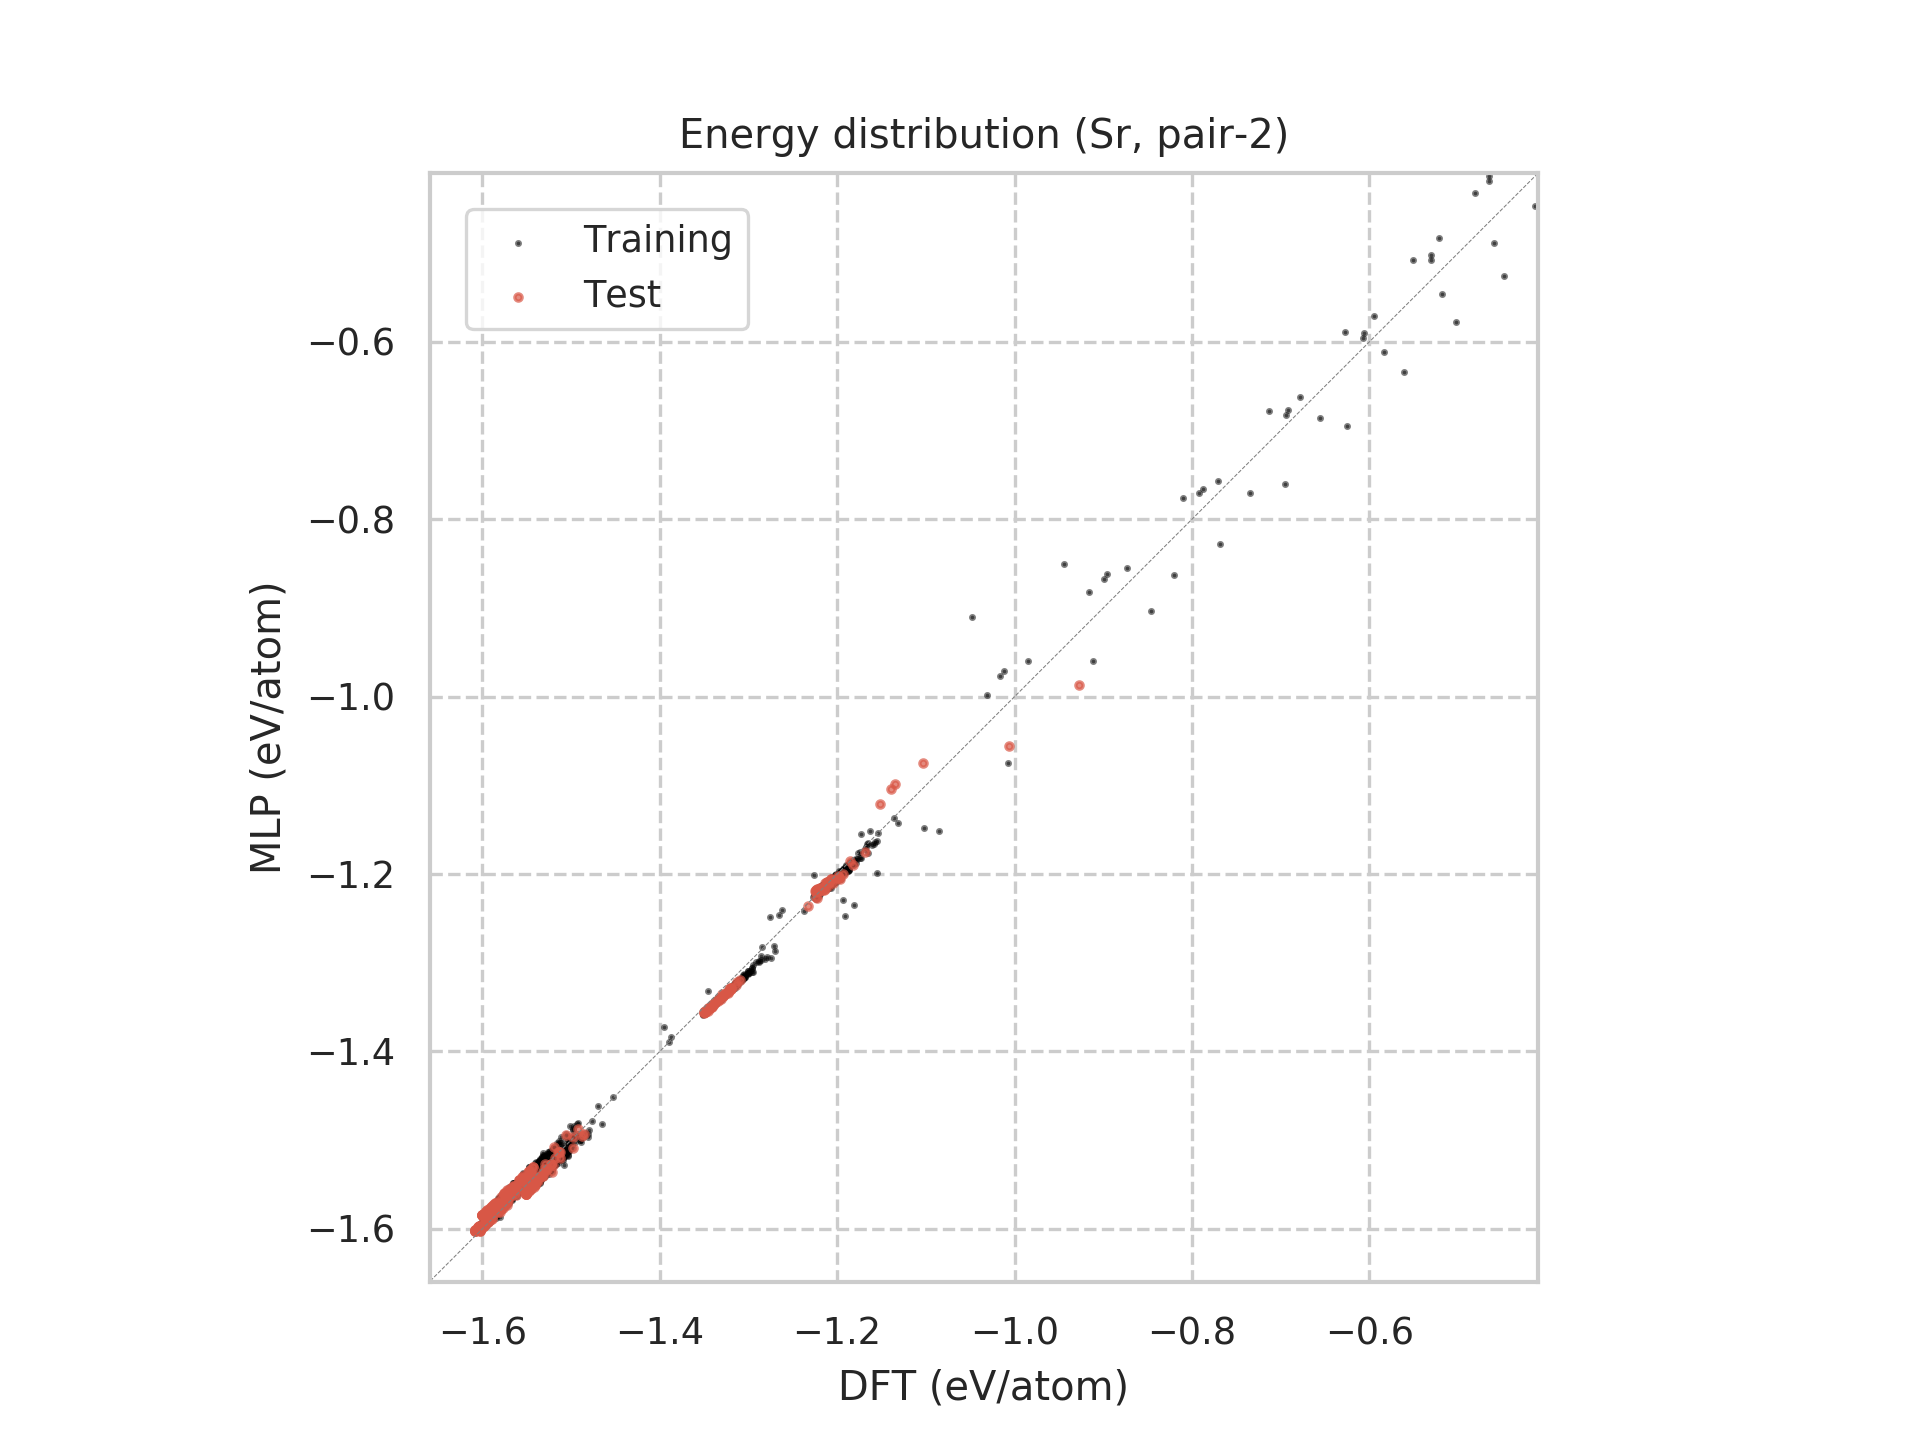 Energy distribution (Sr, pair-2)
Training
Test
−0.6
−0.8
−1.0
−1.2
−1.4
−1.6
MLP (eV/atom)
−1.6 −1.4 −1.2 −1.0 −0.8 −0.6
DFT (eV/atom)